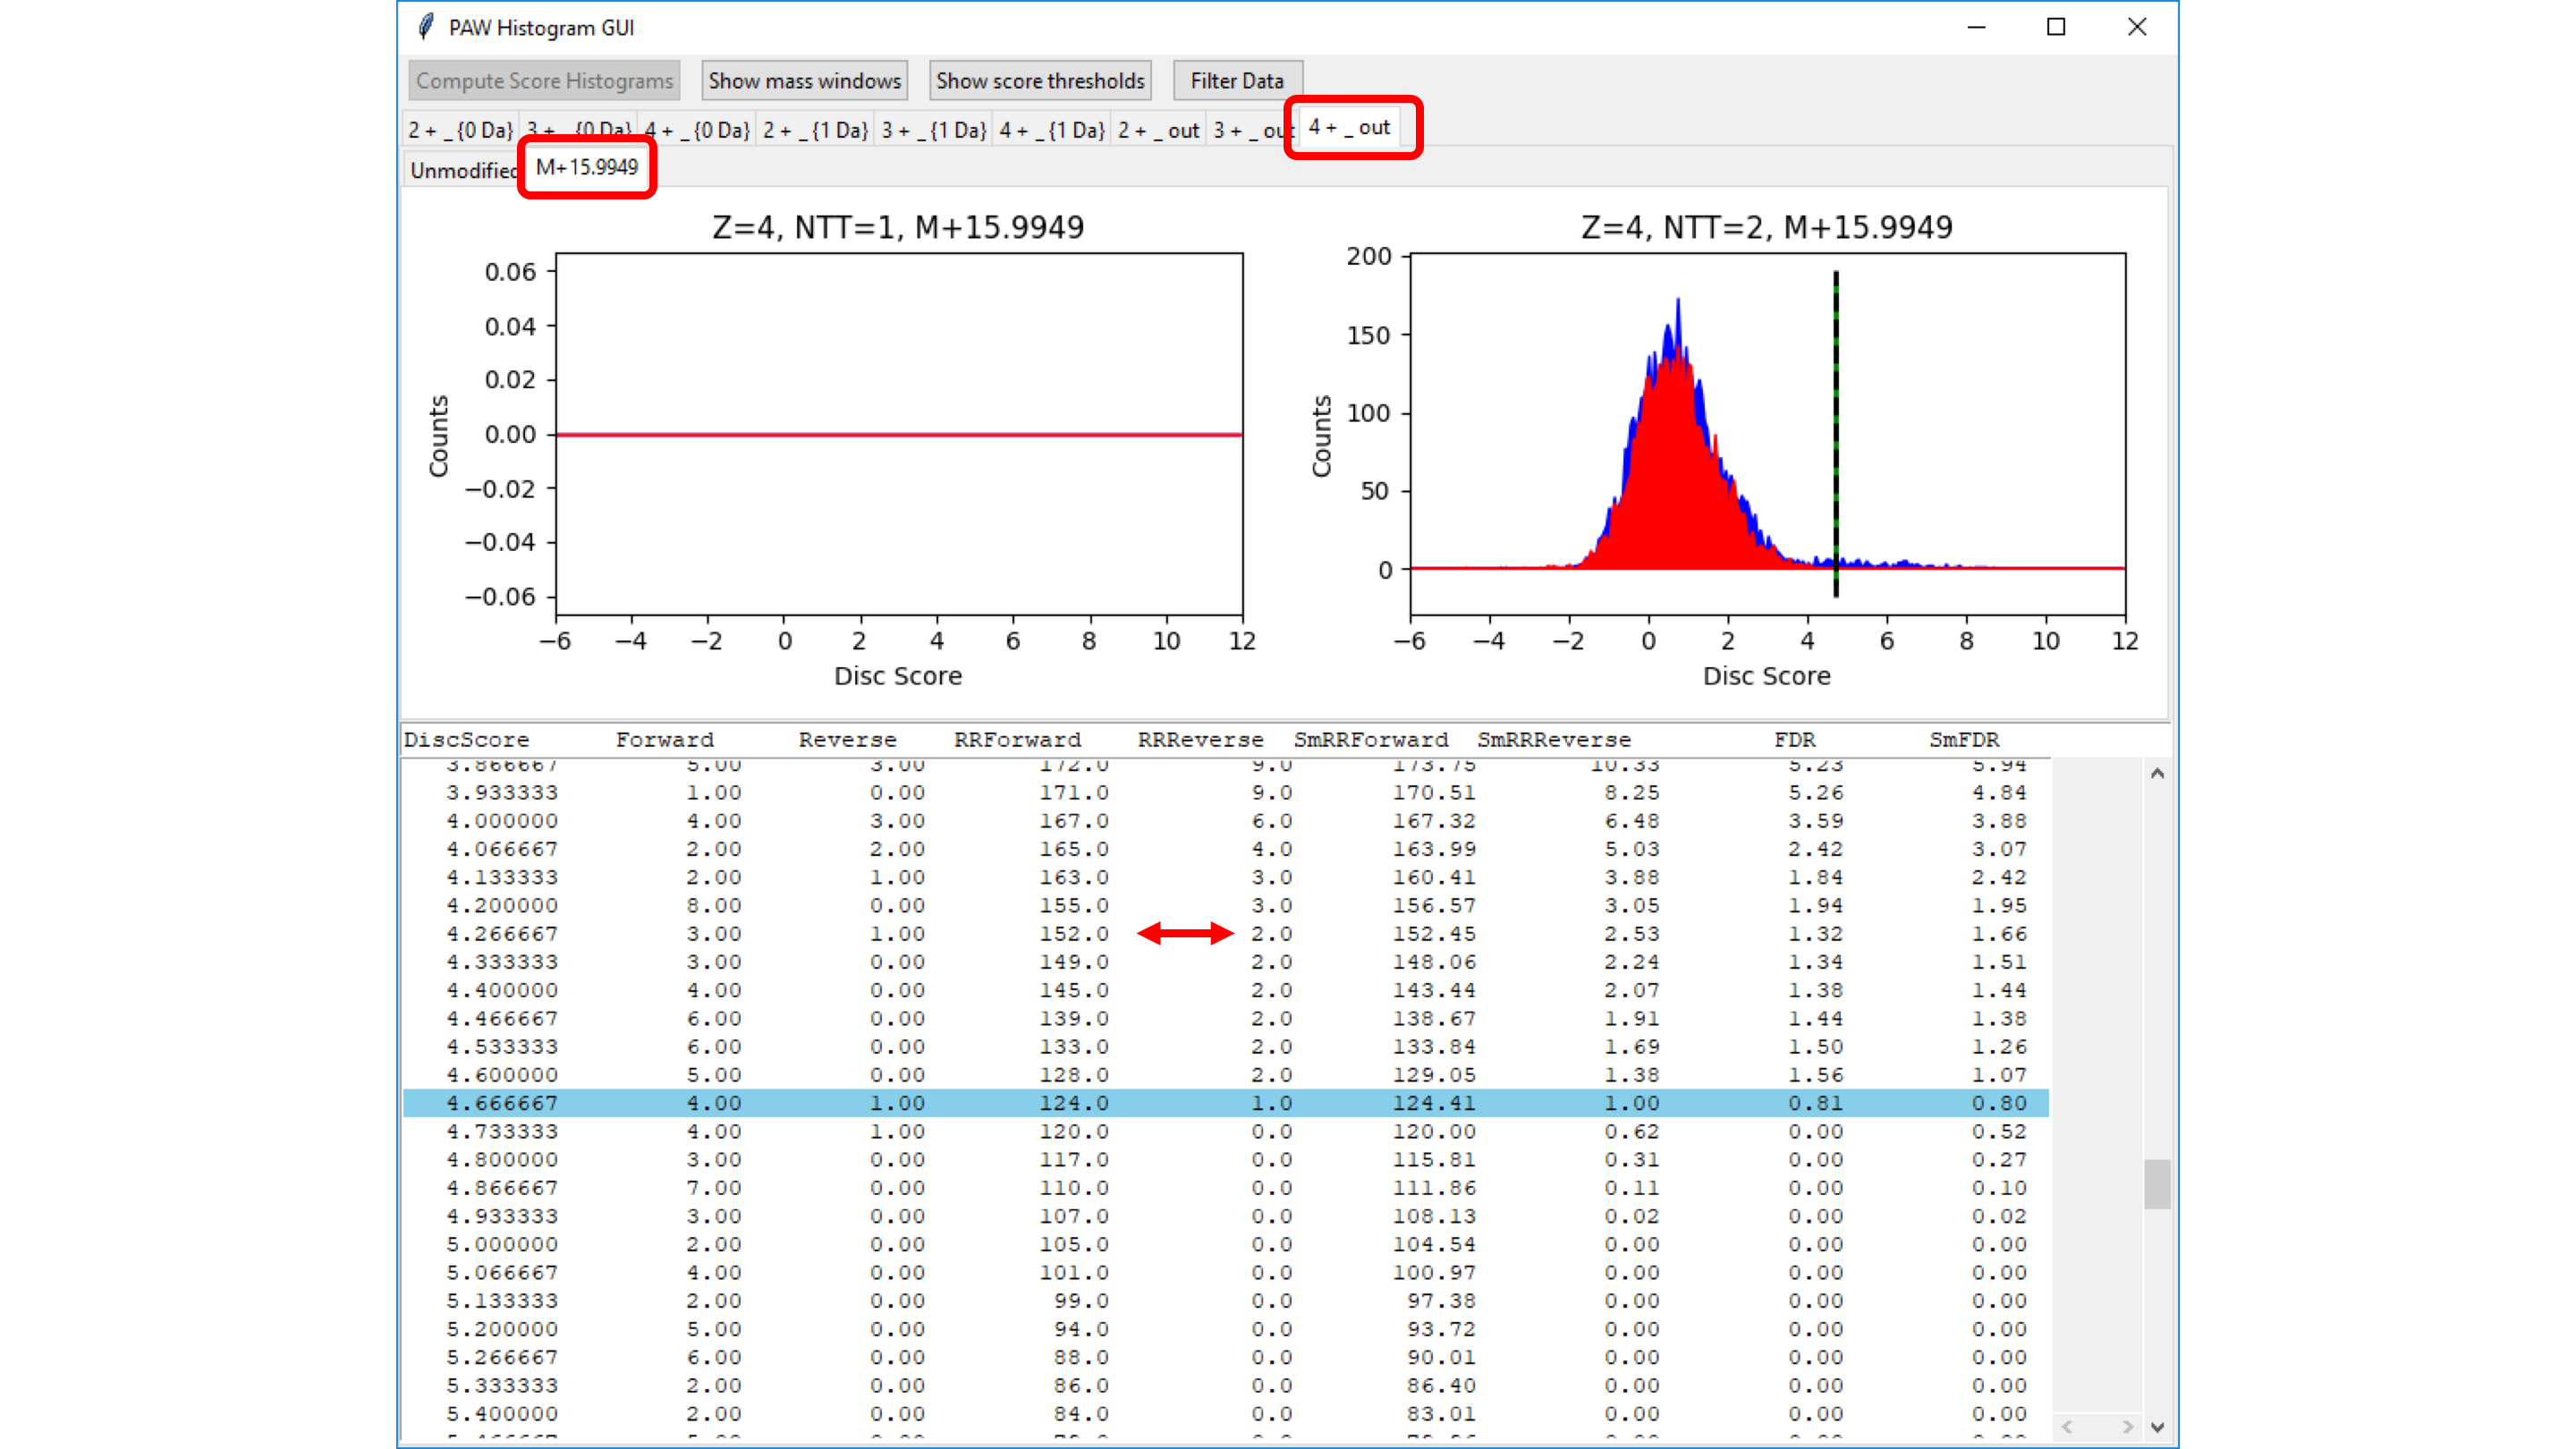 PAW Histogram GUI
Compute Score Histograms Show mass windows Show score thresholds Filter Data
2 + _ {0 Da} 3 + _ {0 Da} 4 + _ {0 Da} 2 + _ {1 Da} 3 + _ {1 Da} 4 + _ {1 Da} 2 + _ out 3 + _ out 4 + _ out
Unmodified M+15.9949
Z=4, NTT=1, M+15.9949
0.06
0.04
0.02
0.00
−0.02
−0.04
−0.06
Counts
−6 −4 −2 0 2 4 6 8 10 12
Disc Score
Z=4, NTT=2, M+15.9949
200
150
100
50
0
Counts
−6 −4 −2 0 2 4 6 8 10 12
Disc Score
DiscScore Forward Reverse RRForward RRReverse SmRRForward SmRRReverse FDR SmFDR
3.866667 5.00 3.00 172.0 9.0 173.75 10.33 5.23 5.94
3.933333 1.00 0.00 171.0 9.0 170.51 8.25 5.26 4.84
4.000000 4.00 3.00 167.0 6.0 167.32 6.48 3.59 3.88
4.066667 2.00 2.00 165.0 4.0 163.99 5.03 2.42 3.07
4.133333 2.00 1.00 163.0 3.0 160.41 3.88 1.84 2.42
4.200000 8.00 0.00 155.0 3.0 156.57 3.05 1.94 1.95
4.266667 3.00 1.00 152.0 2.0 152.45 2.53 1.32 1.66
4.333333 3.00 0.00 149.0 2.0 148.06 2.24 1.34 1.51
4.400000 4.00 0.00 145.0 2.0 143.44 2.07 1.38 1.44
4.466667 6.00 0.00 139.0 2.0 138.67 1.91 1.44 1.38
4.533333 6.00 0.00 133.0 2.0 133.84 1.69 1.50 1.26
4.600000 5.00 0.00 128.0 2.0 129.05 1.38 1.56 1.07
4.666667 4.00 1.00 124.0 1.0 124.41 1.00 0.81 0.80
4.733333 4.00 1.00 120.0 0.0 120.00 0.62 0.00 0.52
4.800000 3.00 0.00 117.0 0.0 115.81 0.31 0.00 0.27
4.866667 7.00 0.00 110.0 0.0 111.86 0.11 0.00 0.10
4.933333 3.00 0.00 107.0 0.0 108.13 0.02 0.00 0.02
5.000000 2.00 0.00 105.0 0.0 104.54 0.00 0.00 0.00
5.066667 4.00 0.00 101.0 0.0 100.97 0.00 0.00 0.00
5.133333 2.00 0.00 99.0 0.0 97.38 0.00 0.00 0.00
5.200000 5.00 0.00 94.0 0.0 93.72 0.00 0.00 0.00
5.266667 6.00 0.00 88.0 0.0 90.01 0.00 0.00 0.00
5.333333 2.00 0.00 86.0 0.0 86.40 0.00 0.00 0.00
5.400000 2.00 0.00 84.0 0.0 83.01 0.00 0.00 0.00